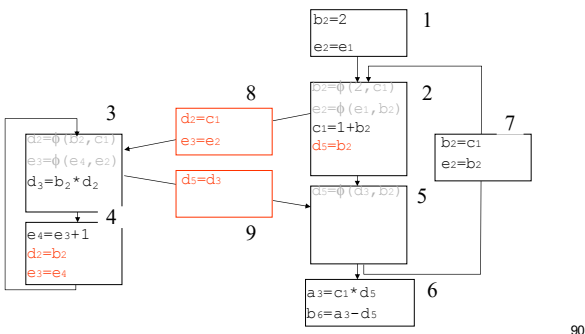 1
b2=2
e2=e1
8
d2=c1
e3=e2
2
b2=ϕ(2,c1)
e2=ϕ(e1,b2)
c1=1+b2
d5=b2
3
d2=ϕ(b2,c1)
e3=ϕ(e4,e2)
d3=b2*d2
7
b2=c1
e2=b2
d5=d3
9
5
d5=ϕ(d3,b2)
4
e4=e3+1
d2=b2
e3=e4
6
a3=c1*d5
b6=a3-d5
90